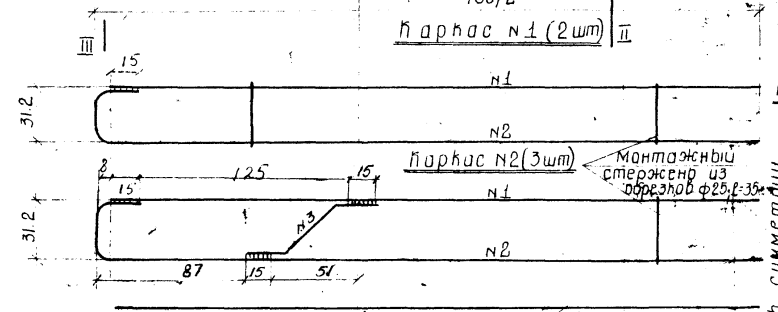 Каркас N1 (2шт)
III
II
15
N1
31.2
N2
Каркас N2(3шт)
Монтажный
стержень из
обрезков ф25, ℓ=35
8
15
125
15
N1
31.2
N3
N2
87
15
51